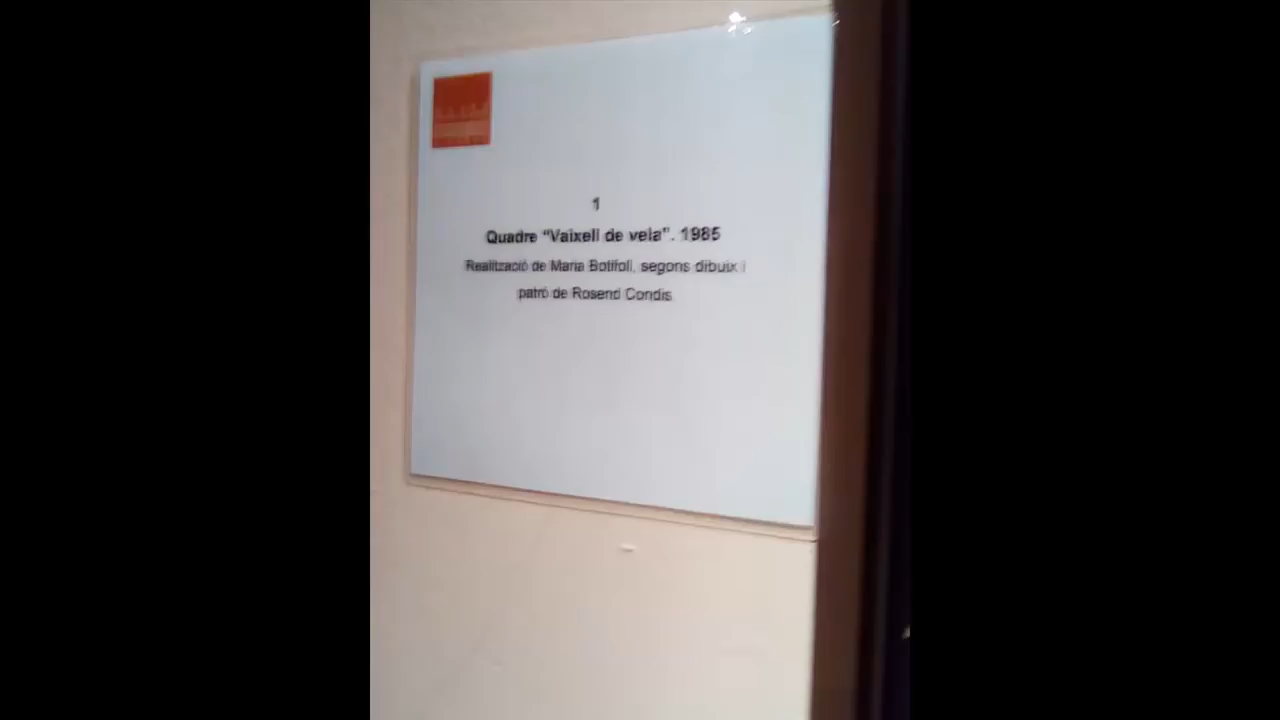 1
Quadre "Vaixell de vela". 1985
Realització de Maria Botifoll, segons dibuix i
patró de Rosend Condis